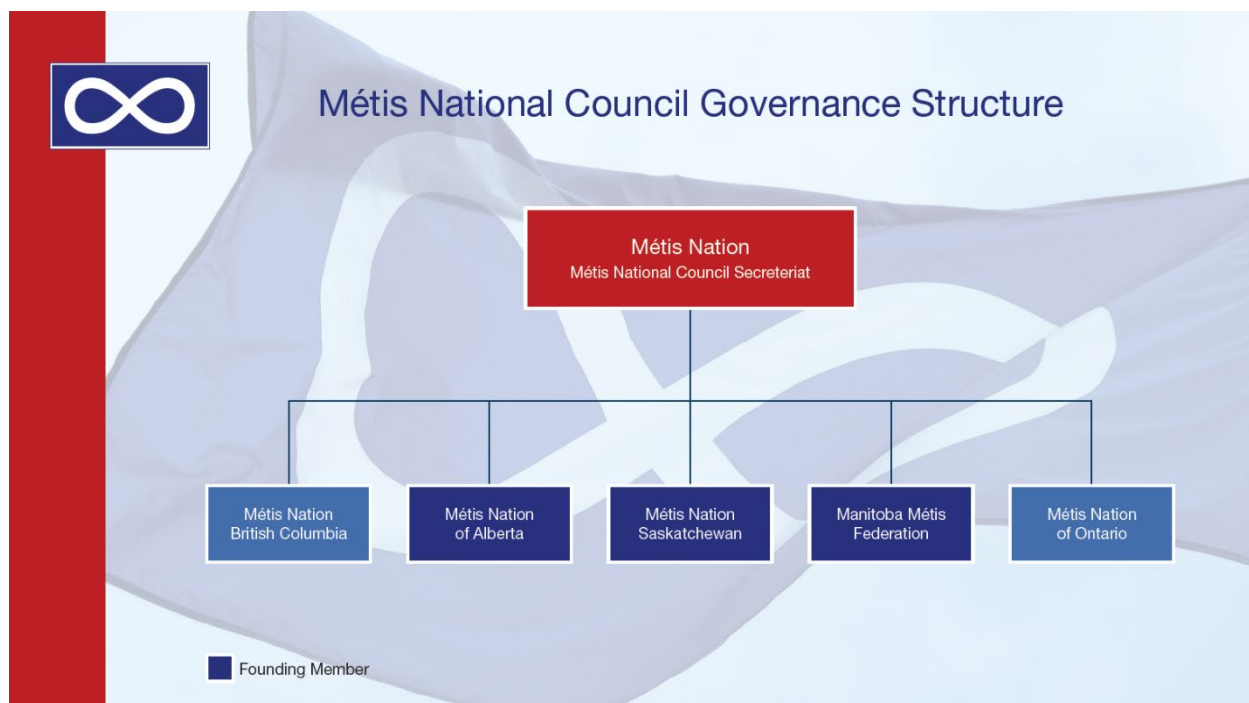 Métis National Council Governance Structure
Métis Nation
Métis National Council Secreteriat
Métis Nation
British Columbia
Métis Nation
of Alberta
Métis Nation
Saskatchewan
Manitoba Métis
Federation
Métis Nation
of Ontario
Founding Member